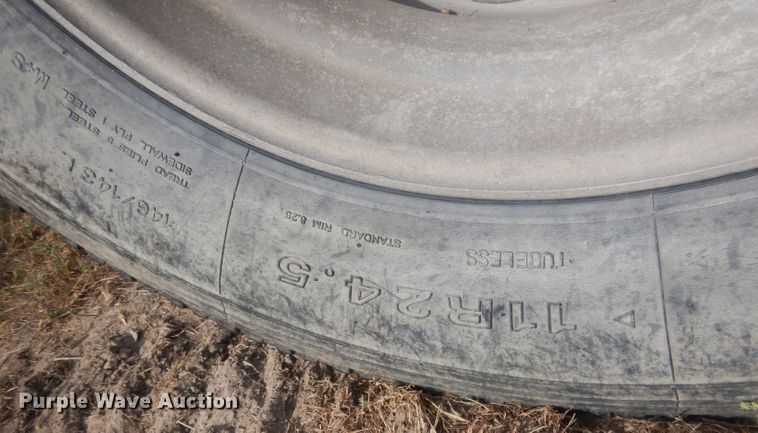 11R24.5
TUBELESS
STANDARD RIM 8.25
146/143 L
TREAD PLIES 5 STEEL
SIDEWALL PLY 1 STEEL M+S
Purple Wave Auction